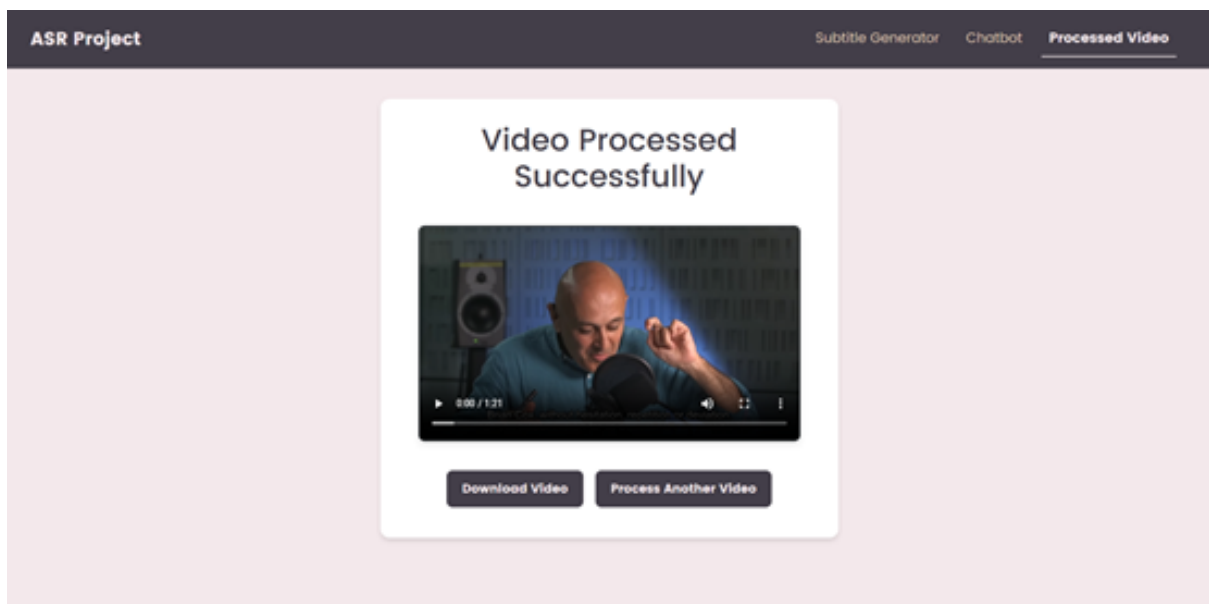 ASR Project
Subtitle Generator Chatbot Processed Video
Video Processed
Successfully
0:00 / 1:21
Download Video Process Another Video